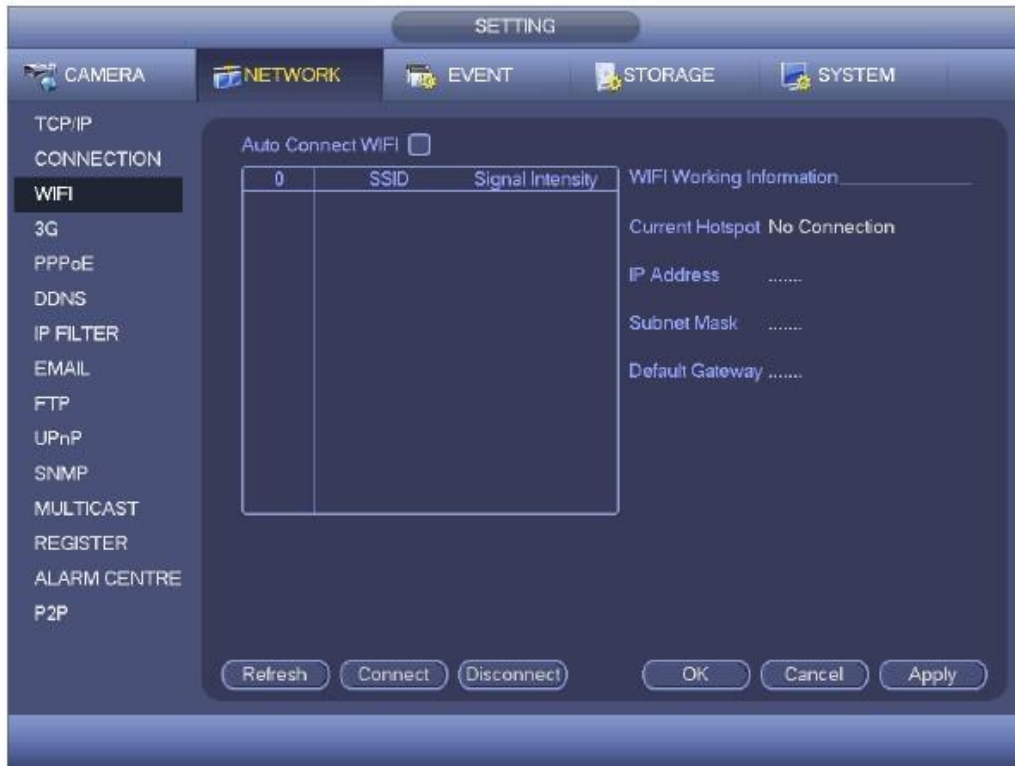 SETTING
CAMERA NETWORK EVENT STORAGE SYSTEM
TCP/IP
CONNECTION
WIFI
3G
PPPoE
DDNS
IP FILTER
EMAIL
FTP
UPnP
SNMP
MULTICAST
REGISTER
ALARM CENTRE
P2P
Auto Connect WIFI
0 SSID Signal Intensity
WIFI Working Information
Current Hotspot No Connection
IP Address .......
Subnet Mask .......
Default Gateway .......
Refresh Connect Disconnect OK Cancel Apply